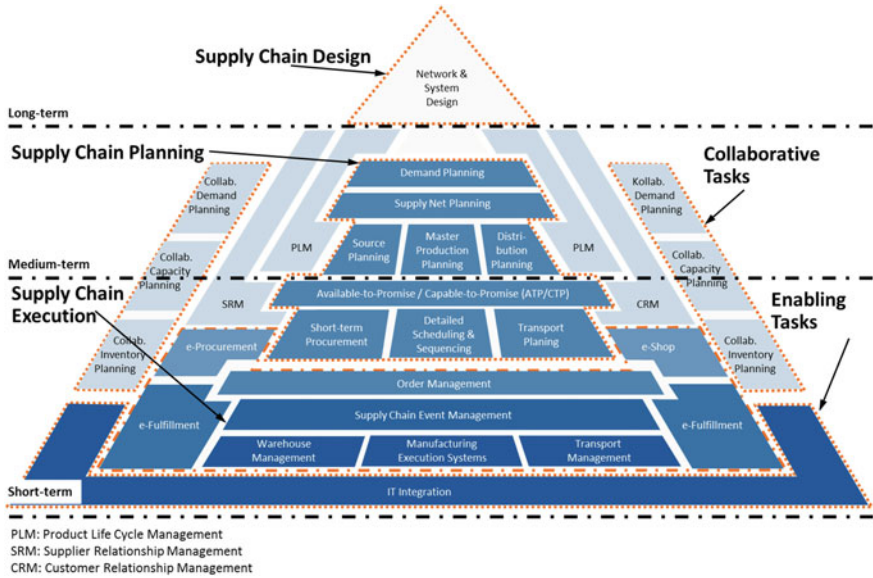 Supply Chain Design
Network &
System
Design
Long-term
Supply Chain Planning
Collaborative
Tasks
Demand Planning
Supply Net Planning
Collab.
Demand
Planning
Kollab.
Demand
Planning
PLM
Source
Planning
Master
Production
Planning
Distri-
bution
Planning
PLM
Medium-term
Collab.
Capacity
Planning
Collab.
Capacity
Planning
Supply Chain
Execution
Available-to-Promise / Capable-to-Promise (ATP/CTP)
SRM
CRM
Enabling
Tasks
Short-term
Procurement
Detailed
Scheduling &
Sequencing
Transport
Planing
Collab.
Inventory
Planning
e-Procurement
e-Shop
Collab.
Inventory
Planning
Order Management
Supply Chain Event Management
e-Fulfillment
e-Fulfillment
Warehouse
Management
Manufacturing
Execution Systems
Transport
Management
Short-term
IT Integration
PLM: Product Life Cycle Management
SRM: Supplier Relationship Management
CRM: Customer Relationship Management